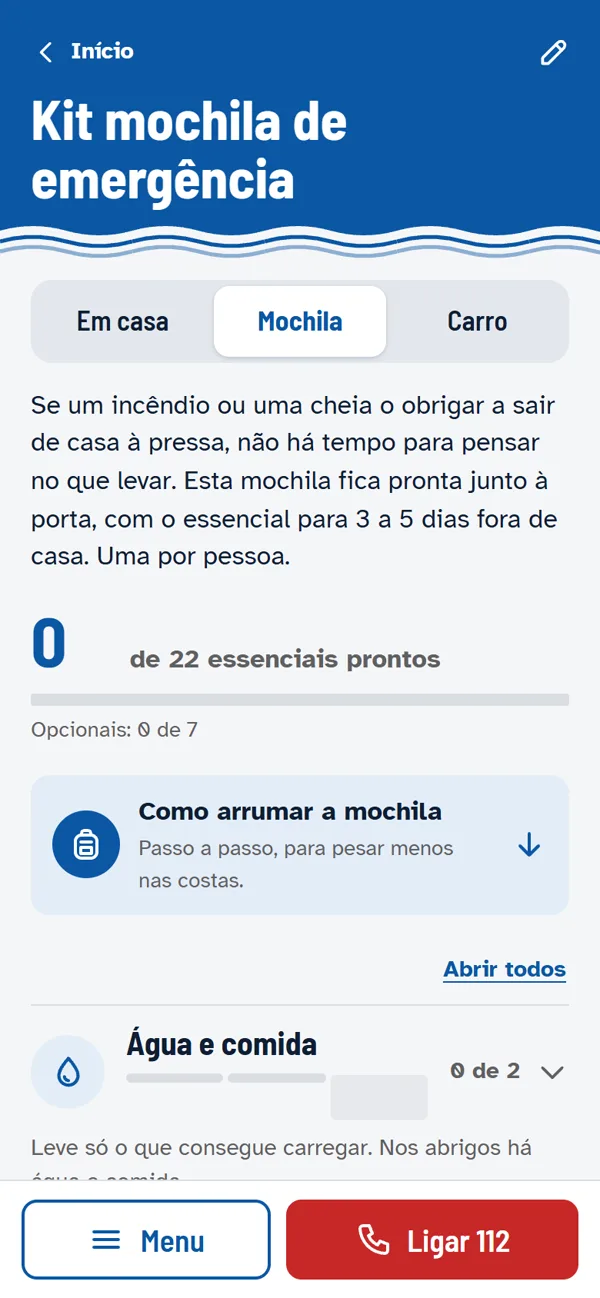 Início
Kit mochila de
emergência
Em casa
Mochila
Carro
Se um incêndio ou uma cheia o obrigar a sair
de casa à pressa, não há tempo para pensar
no que levar. Esta mochila fica pronta junto à
porta, com o essencial para 3 a 5 dias fora de
casa. Uma por pessoa.
0 de 22 essenciais prontos
Opcionais: 0 de 7
Como arrumar a mochila
Passo a passo, para pesar menos
nas costas.
Abrir todos
Água e comida
0 de 2
Leve só o que consegue carregar. Nos abrigos há
água e comida.
Menu
Ligar 112